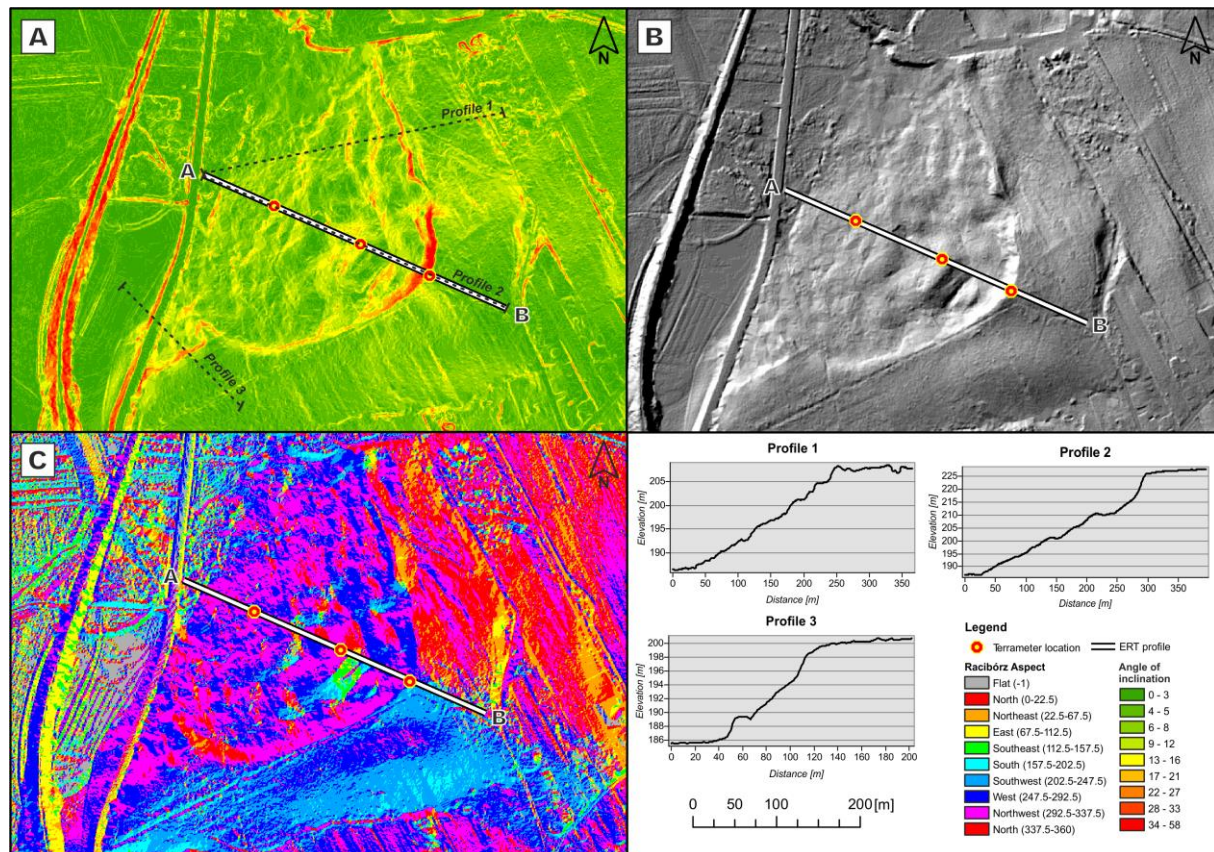 A
N
Profile 1
A
Profile 2
B
Profile 3
B
N
A
B
C
N
A
B
Profile 1
Elevation [m]
205
200
195
190
0 50 100 150 200 250 300 350
Distance [m]
Profile 2
Elevation [m]
225
220
215
210
205
200
195
190
0 50 100 150 200 250 300 350
Distance [m]
Profile 3
Elevation [m]
200
198
196
194
192
190
188
186
0 20 40 60 80 100 120 140 160 180 200
Distance [m]
0 50 100 200 [m]
Legend
Terrameter location
ERT profile
Racibórz Aspect
Flat (-1)
North (0-22.5)
Northeast (22.5-67.5)
East (67.5-112.5)
Southeast (112.5-157.5)
South (157.5-202.5)
Southwest (202.5-247.5)
West (247.5-292.5)
Northwest (292.5-337.5)
North (337.5-360)
Angle of
inclination
0 - 3
4 - 5
6 - 8
9 - 12
13 - 16
17 - 21
22 - 27
28 - 33
34 - 58